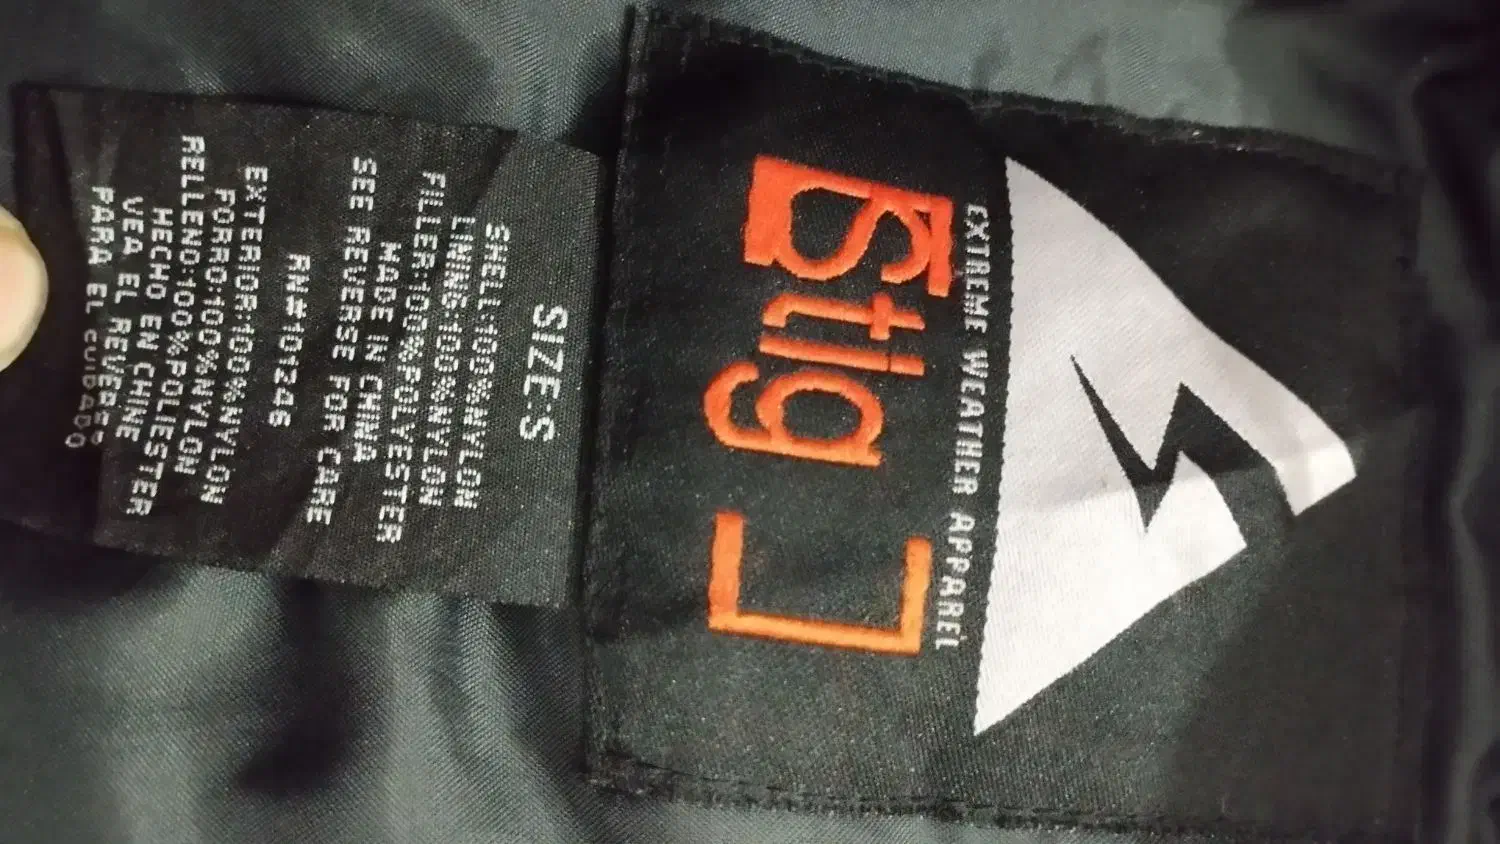 EXTREME WEATHER APPAREL
Stig
SIZE:S
SHELL:100%NYLON
LINING:100%NYLON
FILLER:100%POLYESTER
MADE IN CHINA
SEE REVERSE FOR CARE
RN#101246
EXTERIOR:100%NYLON
FORRO:100%NYLON
RELLENO:100%POLIESTER
HECHO EN CHINE
VEA EL REVERSE
PARA EL CUIDADO